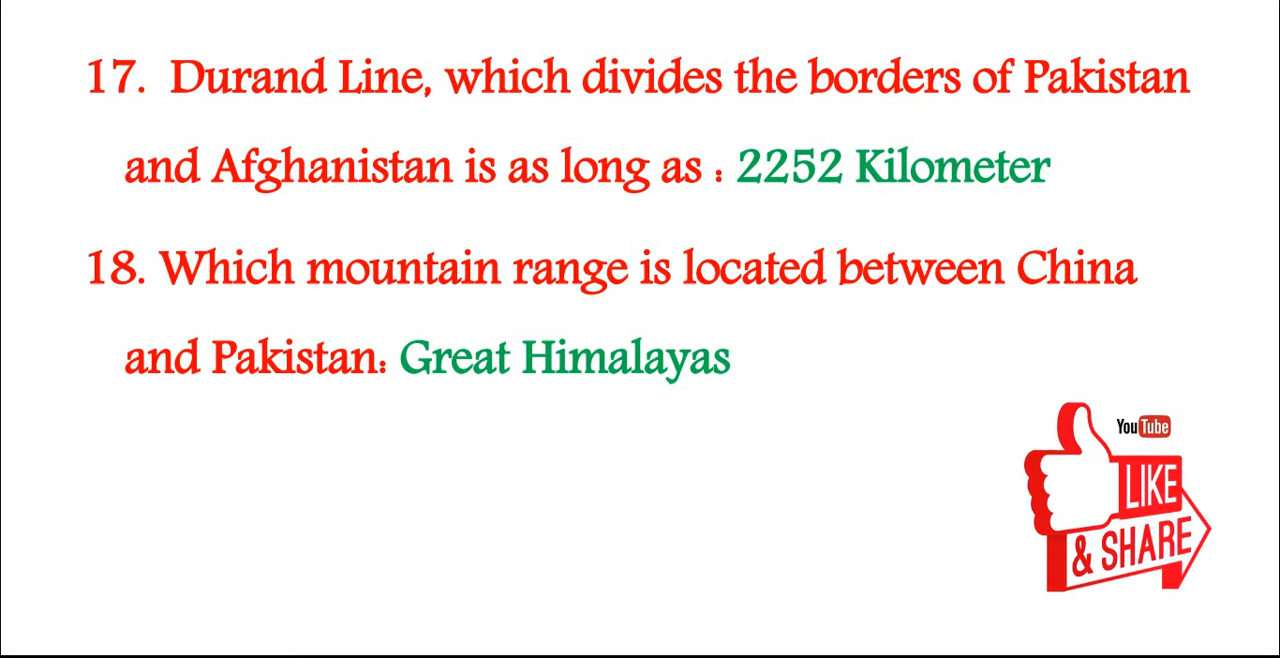 17. Durand Line, which divides the borders of Pakistan
and Afghanistan is as long as : 2252 Kilometer
18. Which mountain range is located between China
and Pakistan: Great Himalayas
YouTube
LIKE
& SHARE